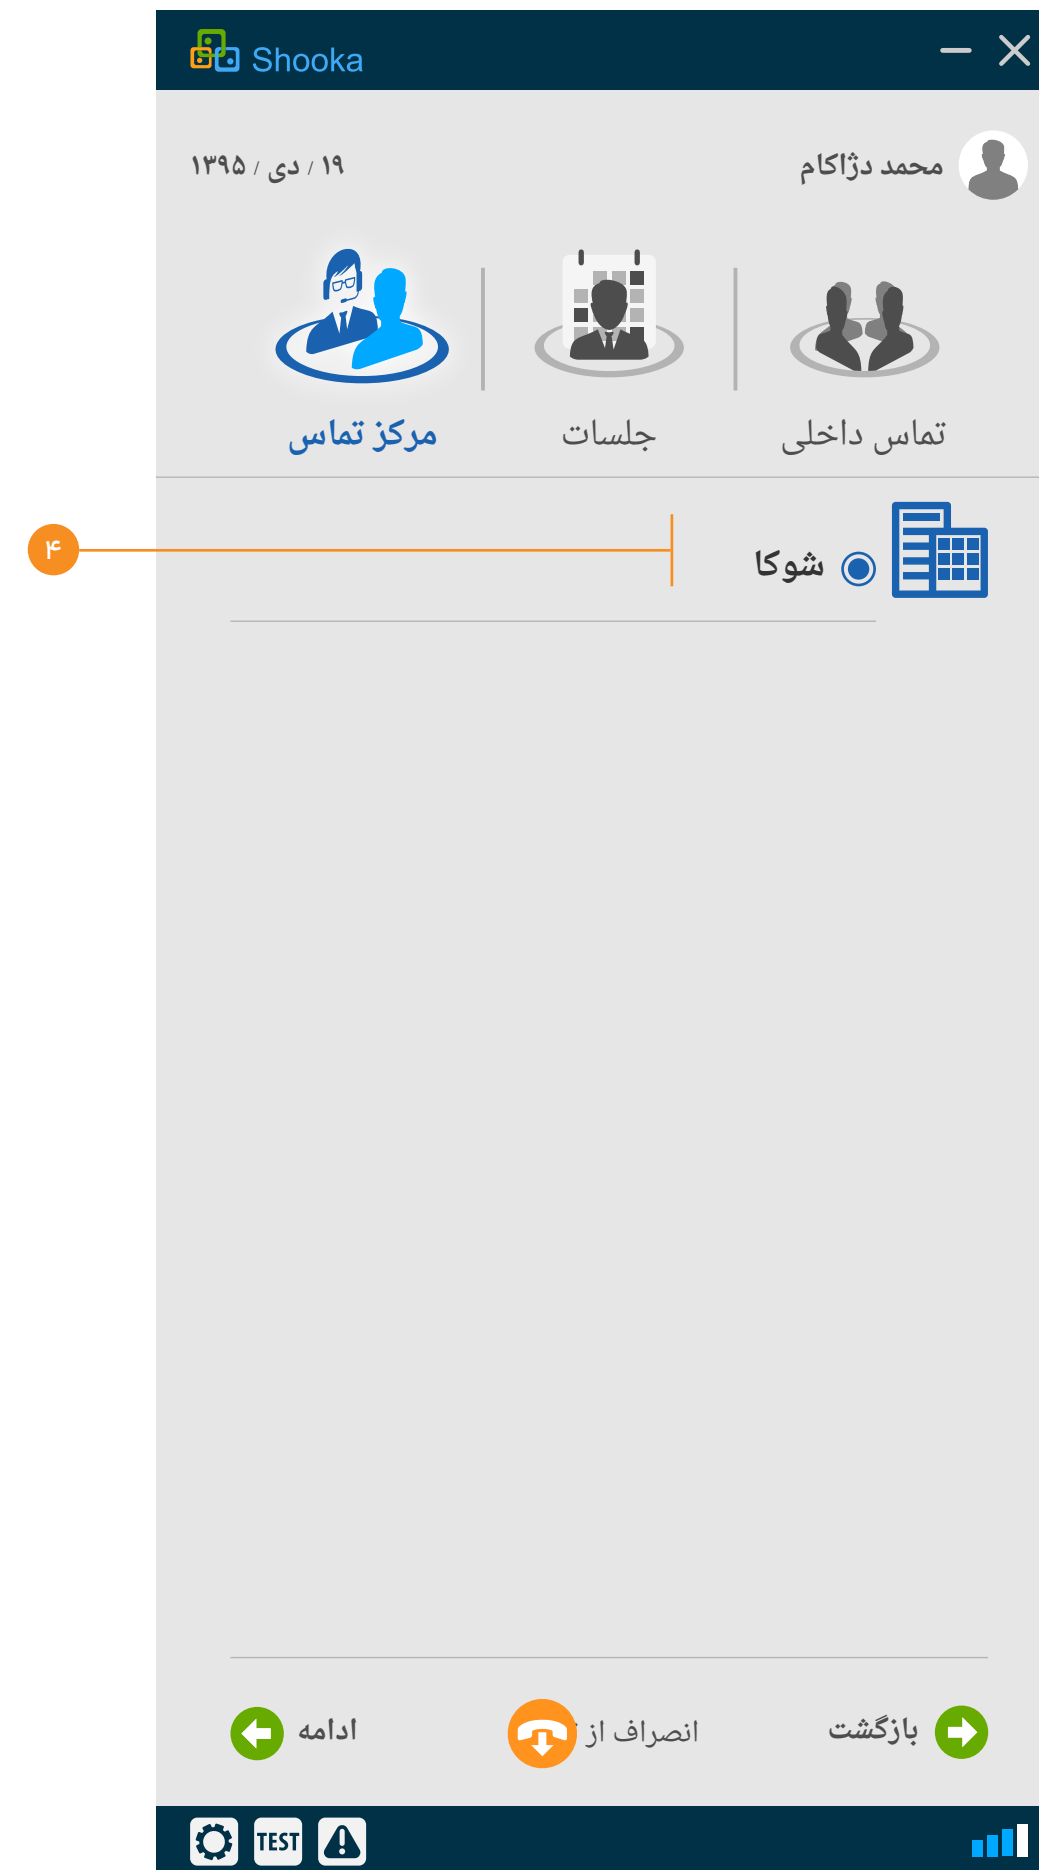 Shooka
محمد دژاکام
۱۹ / دی / ۱۳۹۵
تماس داخلی
جلسات
مرکز تماس
۴
شوکا
بازگشت
انصراف از
ادامه
TEST